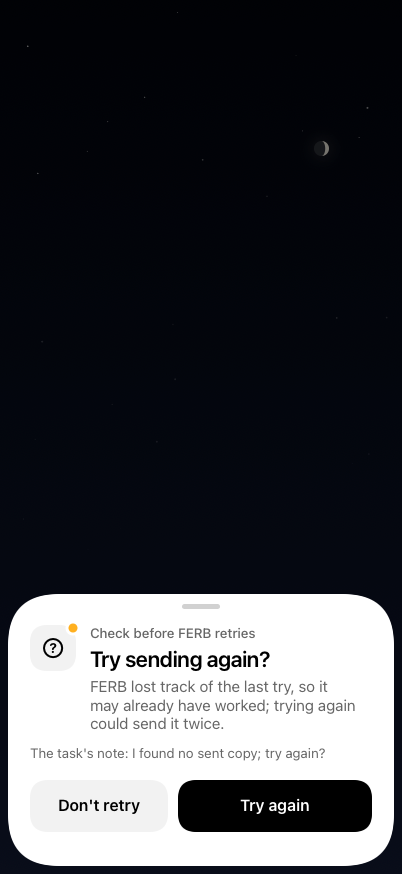 Check before FERB retries
Try sending again?
FERB lost track of the last try, so it
may already have worked; trying again
could send it twice.
The task's note: I found no sent copy; try again?
Don't retry
Try again